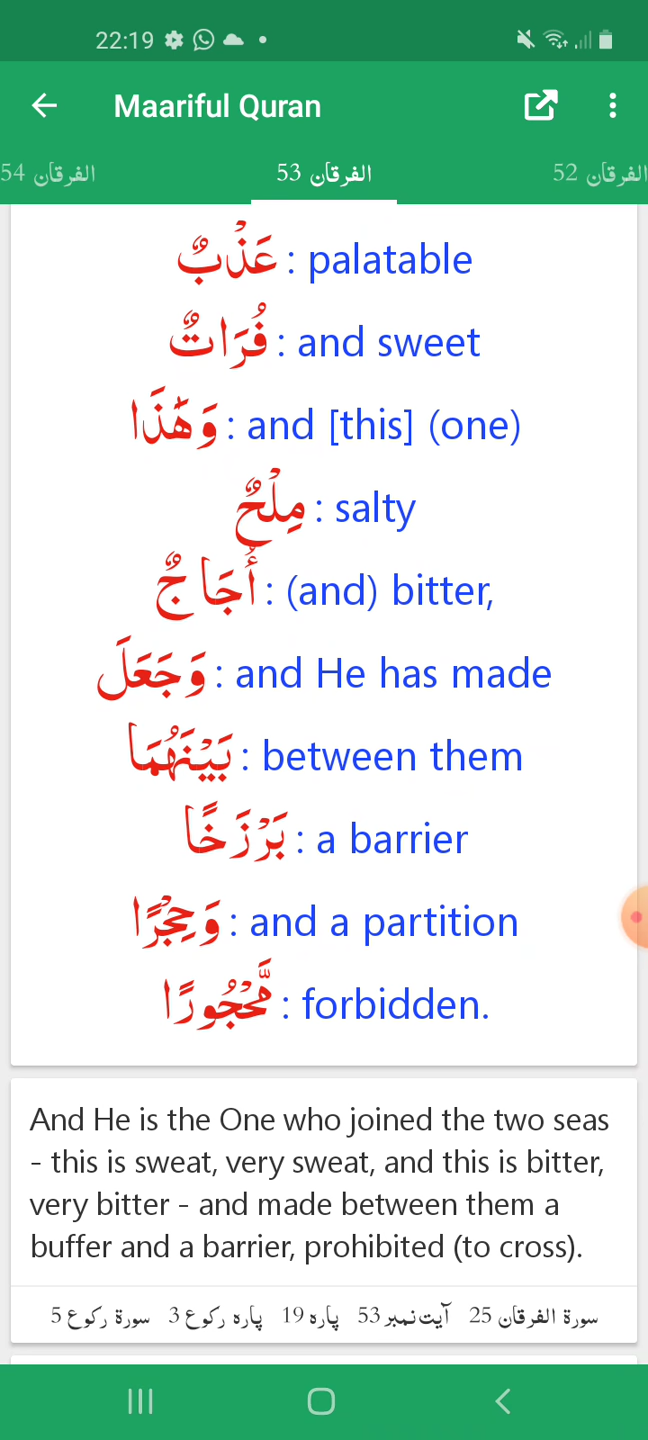 22:19
Maariful Quran
الفرقان 54 الفرقان 53 الفرقان 52
عَذْبٌ : palatable
فُرَاتٌ : and sweet
وَهَٰذَا : and [this] (one)
مِلْحٌ : salty
أُجَاجٌ : (and) bitter,
وَجَعَلَ : and He has made
بَيْنَهُمَا : between them
بَرْزَخًا : a barrier
وَحِجْرًا : and a partition
مَّحْجُورًا : forbidden.
And He is the One who joined the two seas
- this is sweat, very sweat, and this is bitter,
very bitter - and made between them a
buffer and a barrier, prohibited (to cross).
سورۃ الفرقان 25 آیت نمبر 53 پارہ 19 پارہ رکوع 3 سورۃ رکوع 5